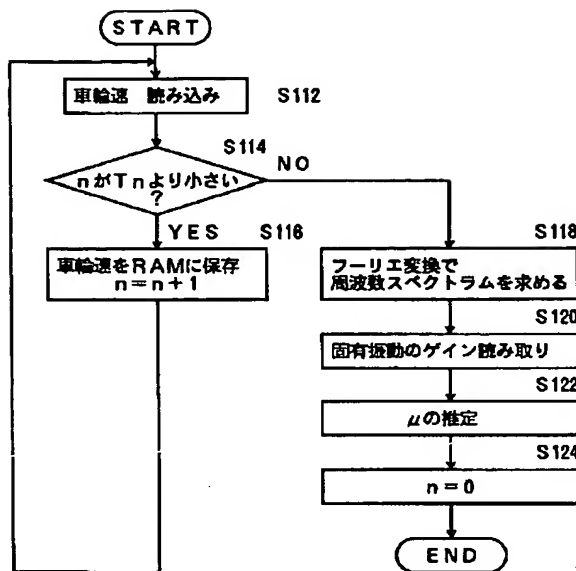 START
車輪速 読み込み
S112
S114
nがTnより小さい
?
NO
YES
S116
車輪速をRAMに保存
n=n+1
S118
フーリエ変換で
周波数スペクトラムを求める
S120
固有振動のゲイン読み取り
S122
μの推定
S124
n=0
END